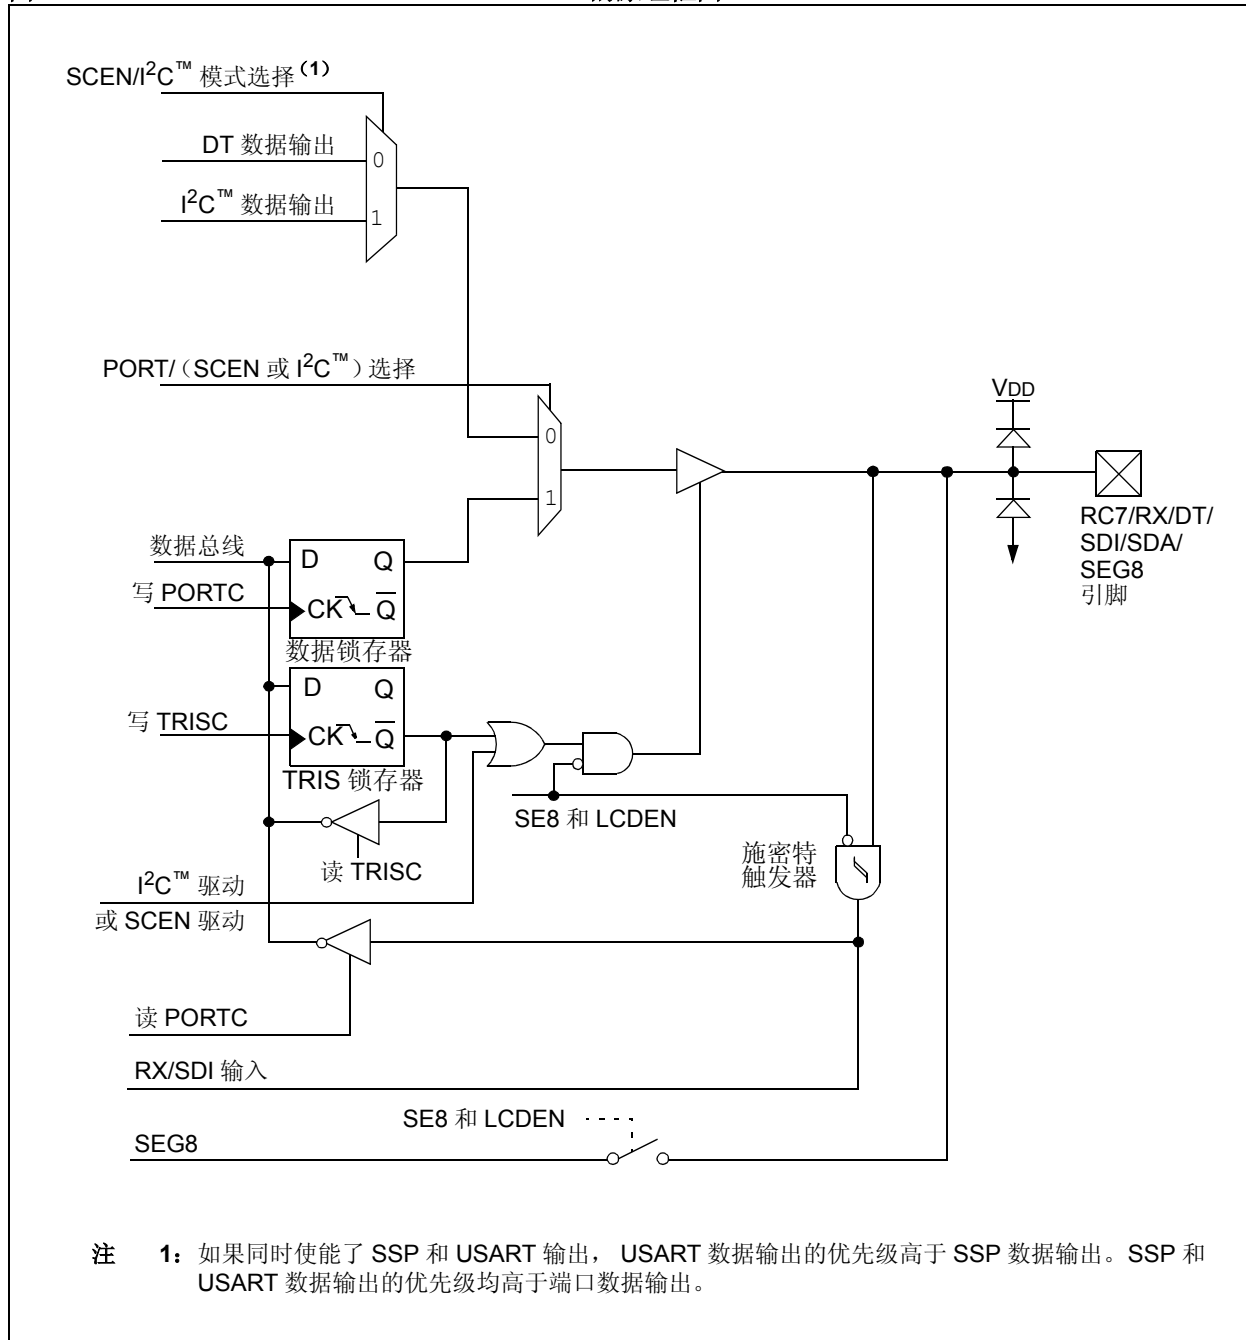 SCEN/I²C™ 模式选择（1）
DT 数据输出
0
I²C™ 数据输出
1
PORT/（SCEN 或 I²C™）选择
0
1
VDD
RC7/RX/DT/
SDI/SDA/
SEG8
引脚
数据总线
D Q
写 PORTC
CK Q̅
数据锁存器
D Q
写 TRISC
CK Q̅
TRIS 锁存器
SE8 和 LCDEN
读 TRISC
施密特
触发器
I²C™ 驱动
或 SCEN 驱动
读 PORTC
RX/SDI 输入
SE8 和 LCDEN
SEG8
注 1：如果同时使能了 SSP 和 USART 输出， USART 数据输出的优先级高于 SSP 数据输出。SSP 和
USART 数据输出的优先级均高于端口数据输出。